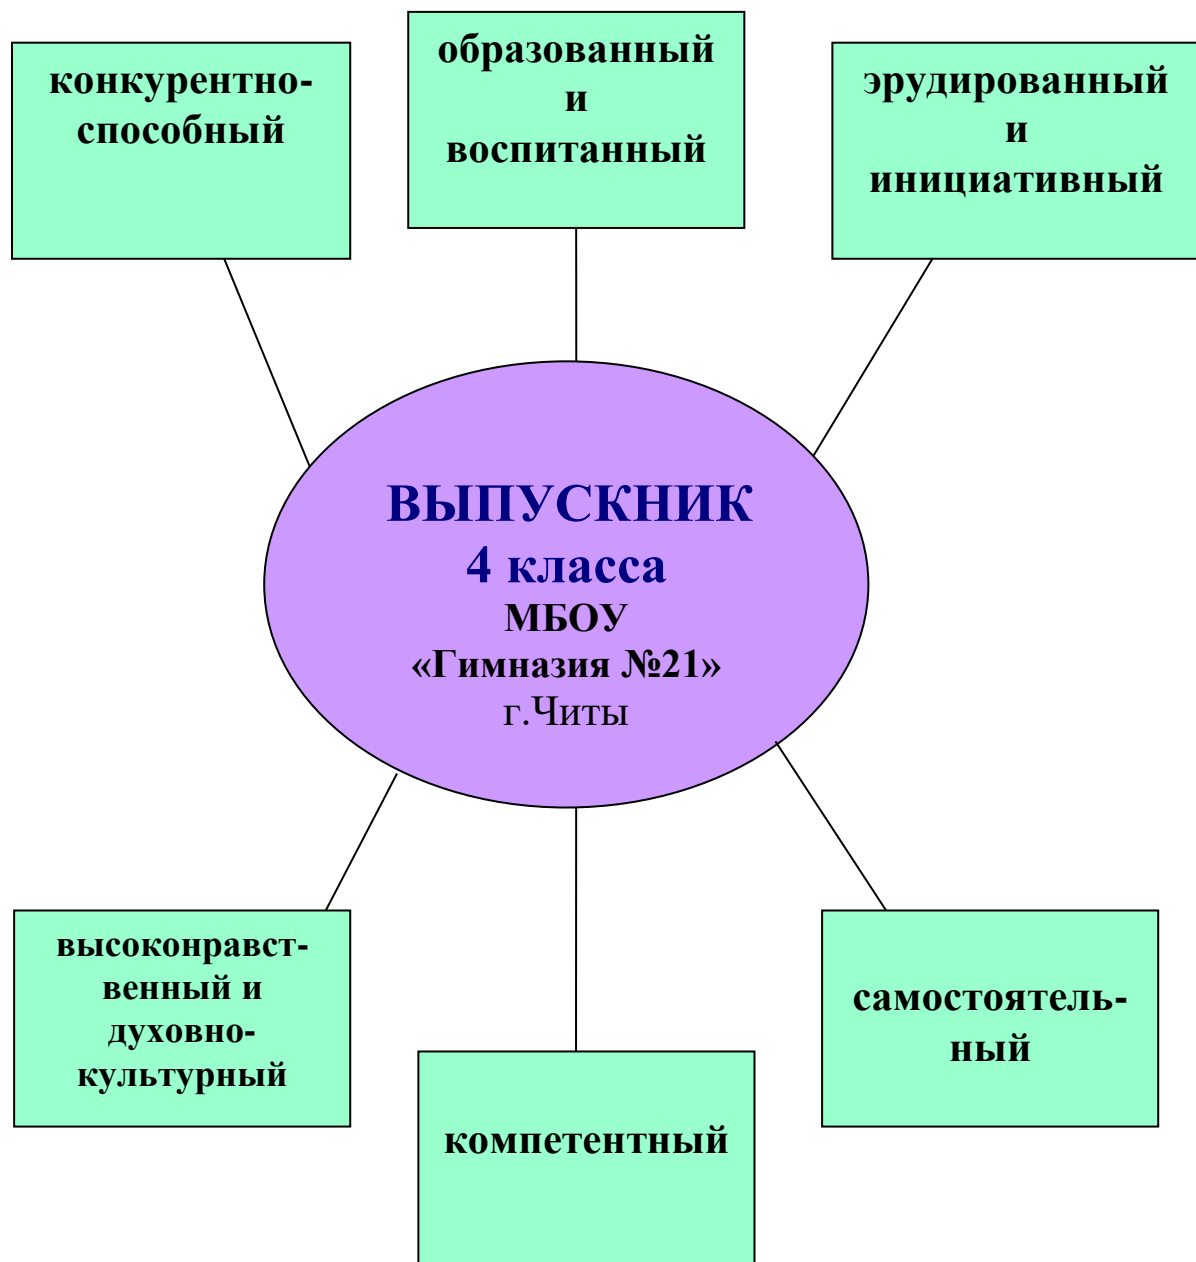 конкурентно-
способный
образованный
и
воспитанный
эрудированный
и
инициативный
ВЫПУСКНИК
4 класса
МБОУ
«Гимназия №21»
г.Читы
высоконравст-
венный и
духовно-
культурный
компетентный
самостоятель-
ный